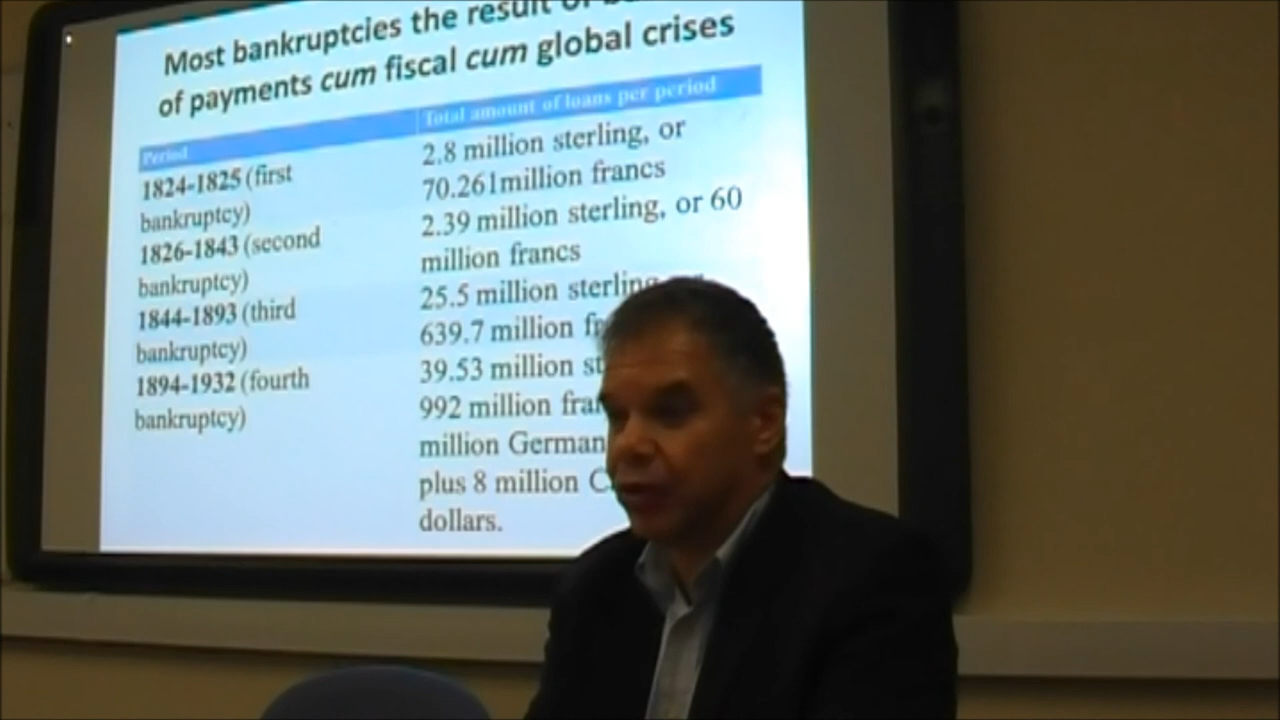 Most bankruptcies the result of
of payments cum fiscal cum global crises
Period
Total amount of loans per period
1824-1825 (first
bankruptcy)
1826-1843 (second
bankruptcy)
1844-1893 (third
bankruptcy)
1894-1932 (fourth
bankruptcy)
2.8 million sterling, or
70.261million francs
2.39 million sterling, or 60
million francs
25.5 million sterling
639.7 million
39.53 million
992 million
million German
plus 8 million
dollars.